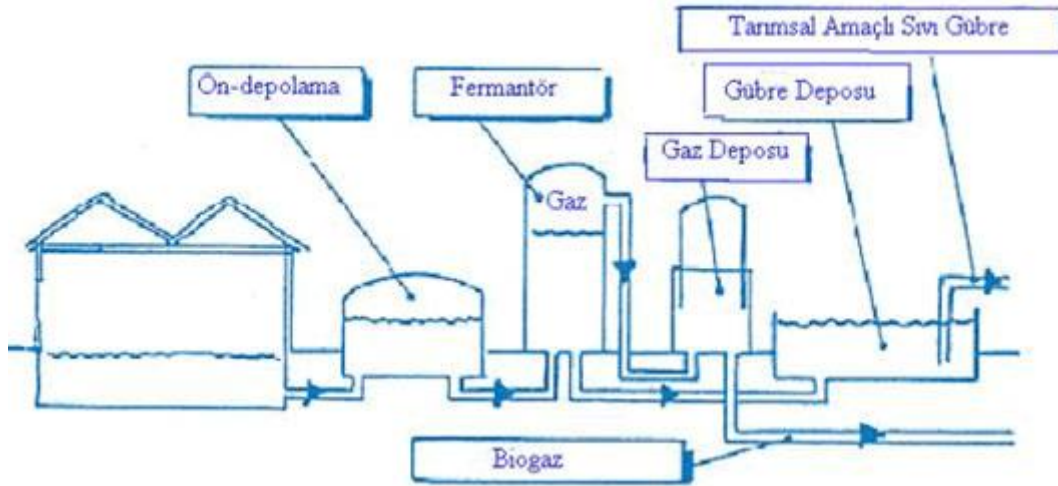 Tarımsal Amaçlı Sıvı Gübre
Ön-depolama
Fermantör
Gübre Deposu
Gaz Deposu
Gaz
Biogaz